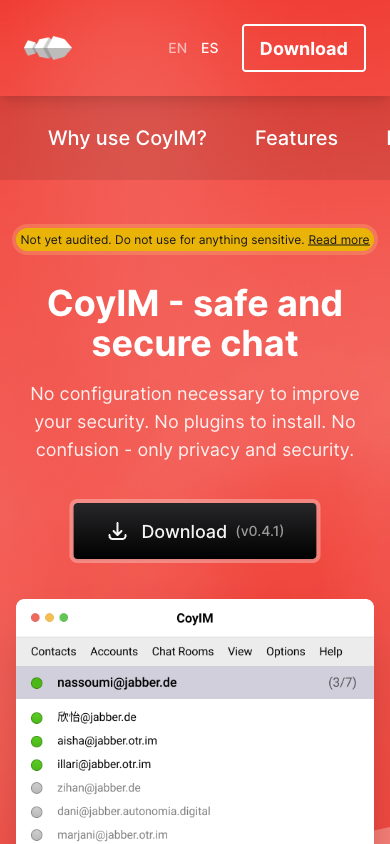 EN ES Download
Why use CoyIM? Features
Not yet audited. Do not use for anything sensitive. Read more
CoyIM - safe and
secure chat
No configuration necessary to improve
your security. No plugins to install. No
confusion - only privacy and security.
Download (v0.4.1)
CoyIM
Contacts Accounts Chat Rooms View Options Help
nassoumi@jabber.de (3/7)
欣怡@jabber.de
aisha@jabber.otr.im
illari@jabber.otr.im
zihan@jabber.de
dani@jabber.autonomia.digital
marjani@jabber.otr.im